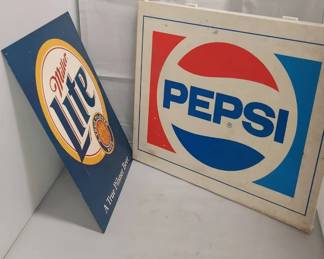 Miller
Lite
A True Pilsner Beer
PEPSI
®